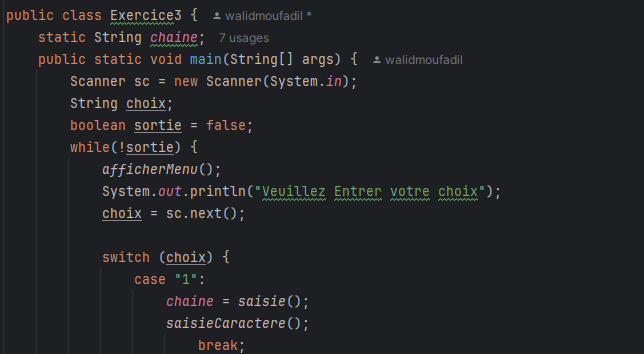 public class Exercice3 { walidmoufadil *
static String chaine; 7 usages
public static void main(String[] args) { walidmoufadil
Scanner sc = new Scanner(System.in);
String choix;
boolean sortie = false;
while(!sortie) {
afficherMenu();
System.out.println("Veuillez Entrer votre choix");
choix = sc.next();
switch (choix) {
case "1":
chaine = saisie();
saisieCaractere();
break;